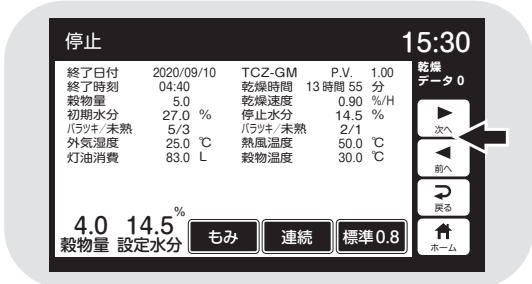 停止 15:30
終了日付 2020/09/10 TCZ-GM P.V. 1.00
終了時刻 04:40 乾燥時間 13時間 55 分
穀物量 5.0 乾燥速度 0.90 %/H
初期水分 27.0 % 停止水分 14.5 %
バラツキ/未熟 5/3 バラツキ/未熟 2/1
外気湿度 25.0 ℃ 熱風温度 50.0 ℃
灯油消費 83.0 L 穀物温度 30.0 ℃
4.0 14.5%
穀物量 設定水分 もみ 連続 標準0.8
乾燥
データ 0
次へ
前へ
戻る
ホーム